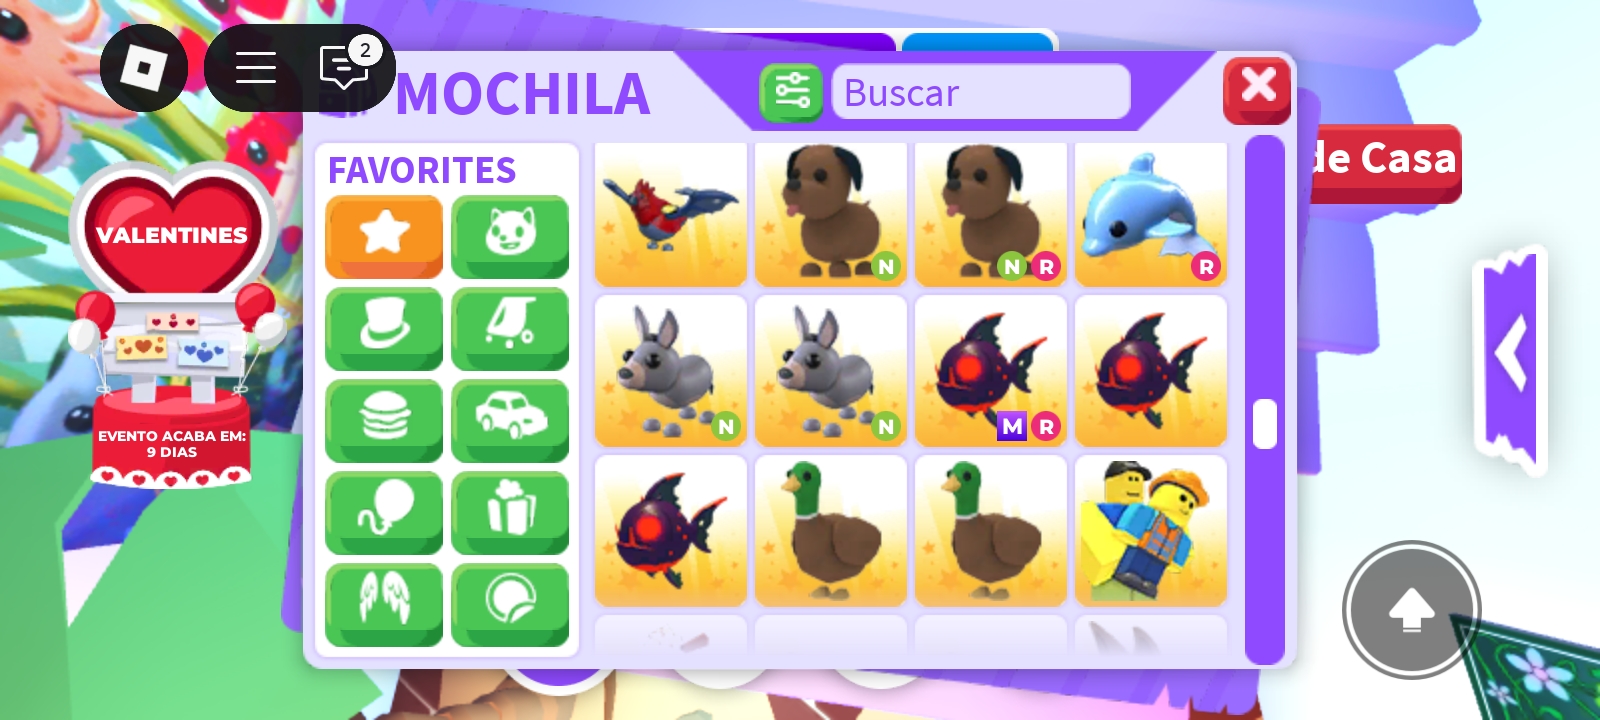 2
MOCHILA
Buscar
de Casa
FAVORITES
VALENTINES
EVENTO ACABA EM:
9 DIAS
N
N R
R
N
N
M R